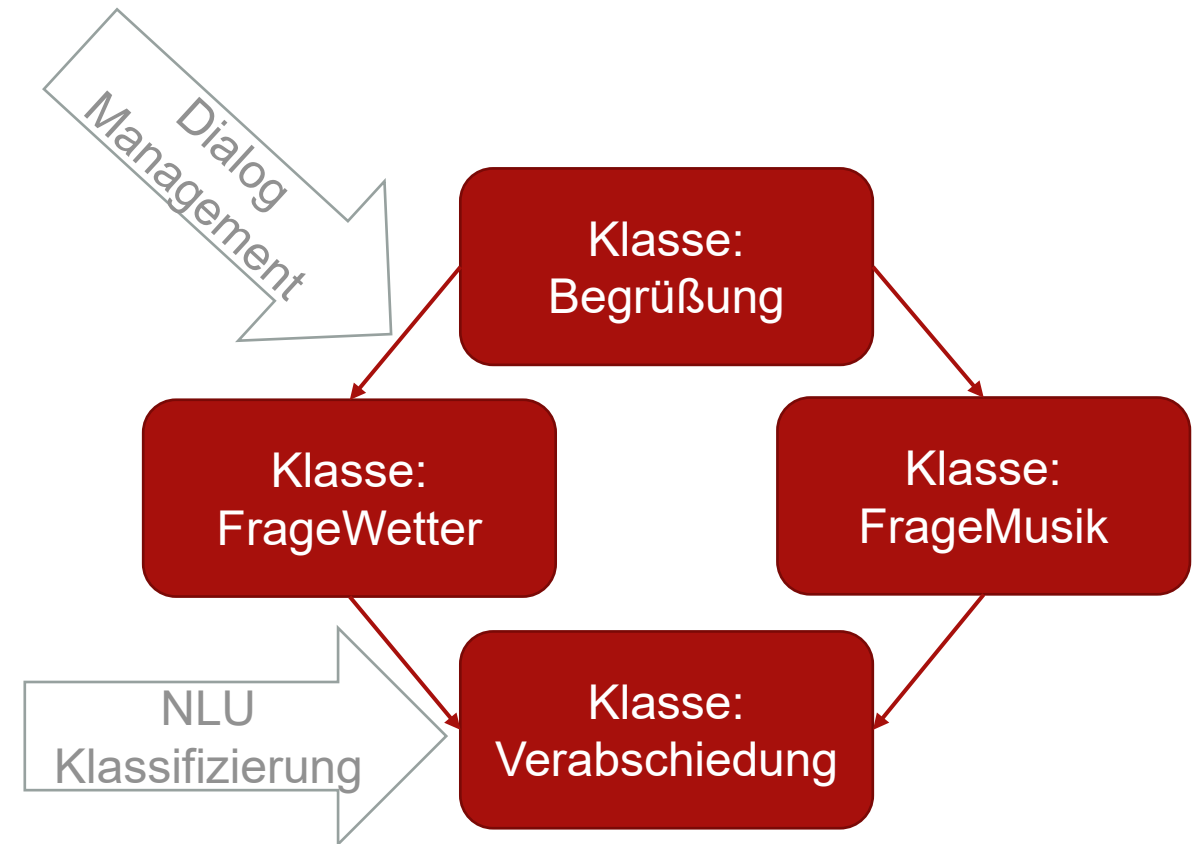 Dialog
Management
Klasse:
Begrüßung
Klasse:
FrageWetter
Klasse:
FrageMusik
NLU
Klassifizierung
Klasse:
Verabschiedung